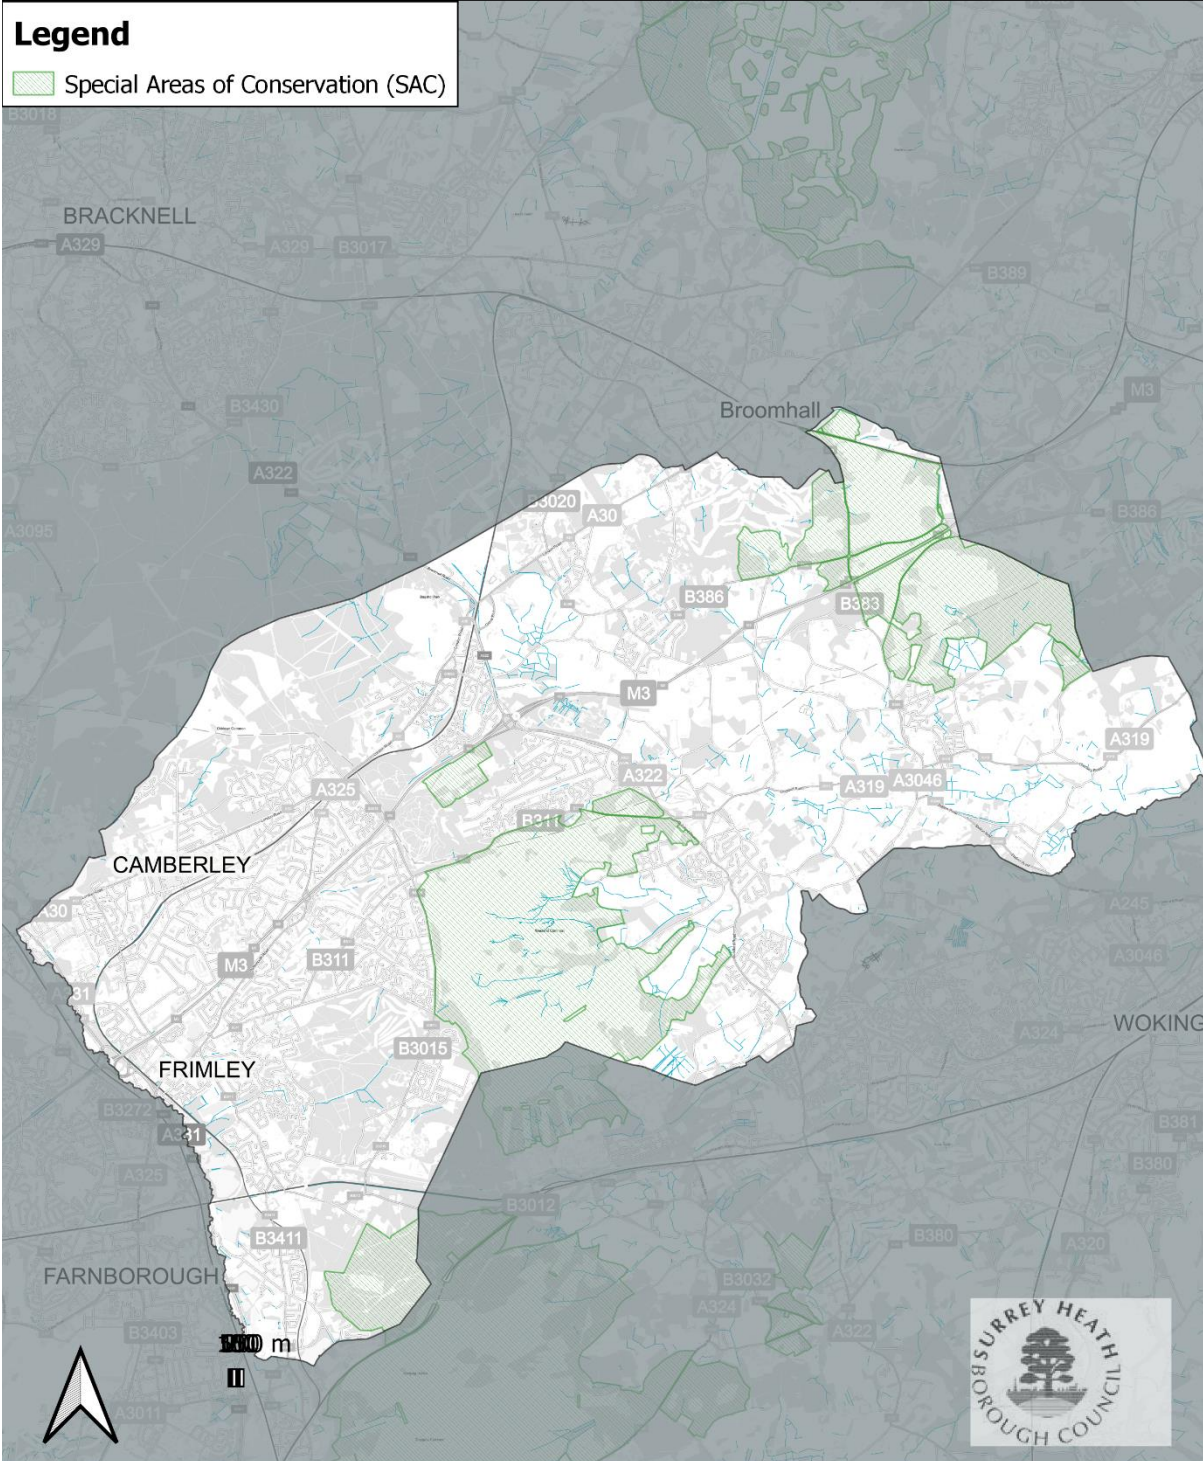 Legend
Special Areas of Conservation (SAC)
B3018
BRACKNELL
A329
A329
B3017
B389
M3
B3430
Broomhall
A322
A3095
B3020
A30
B386
B386
B383
M3
A319
A325
A322
A319
A3046
B311
CAMBERLEY
A30
A245
M3
B311
A3046
A324
WOKING
B3015
FRIMLEY
B3272
A331
B381
A325
B380
B3012
B3411
B380
A320
FARNBOROUGH
B3032
A324
A322
B3403
A3011
SURREY HEATH
BOROUGH COUNCIL